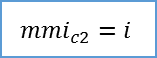 mmi_{c2} = i